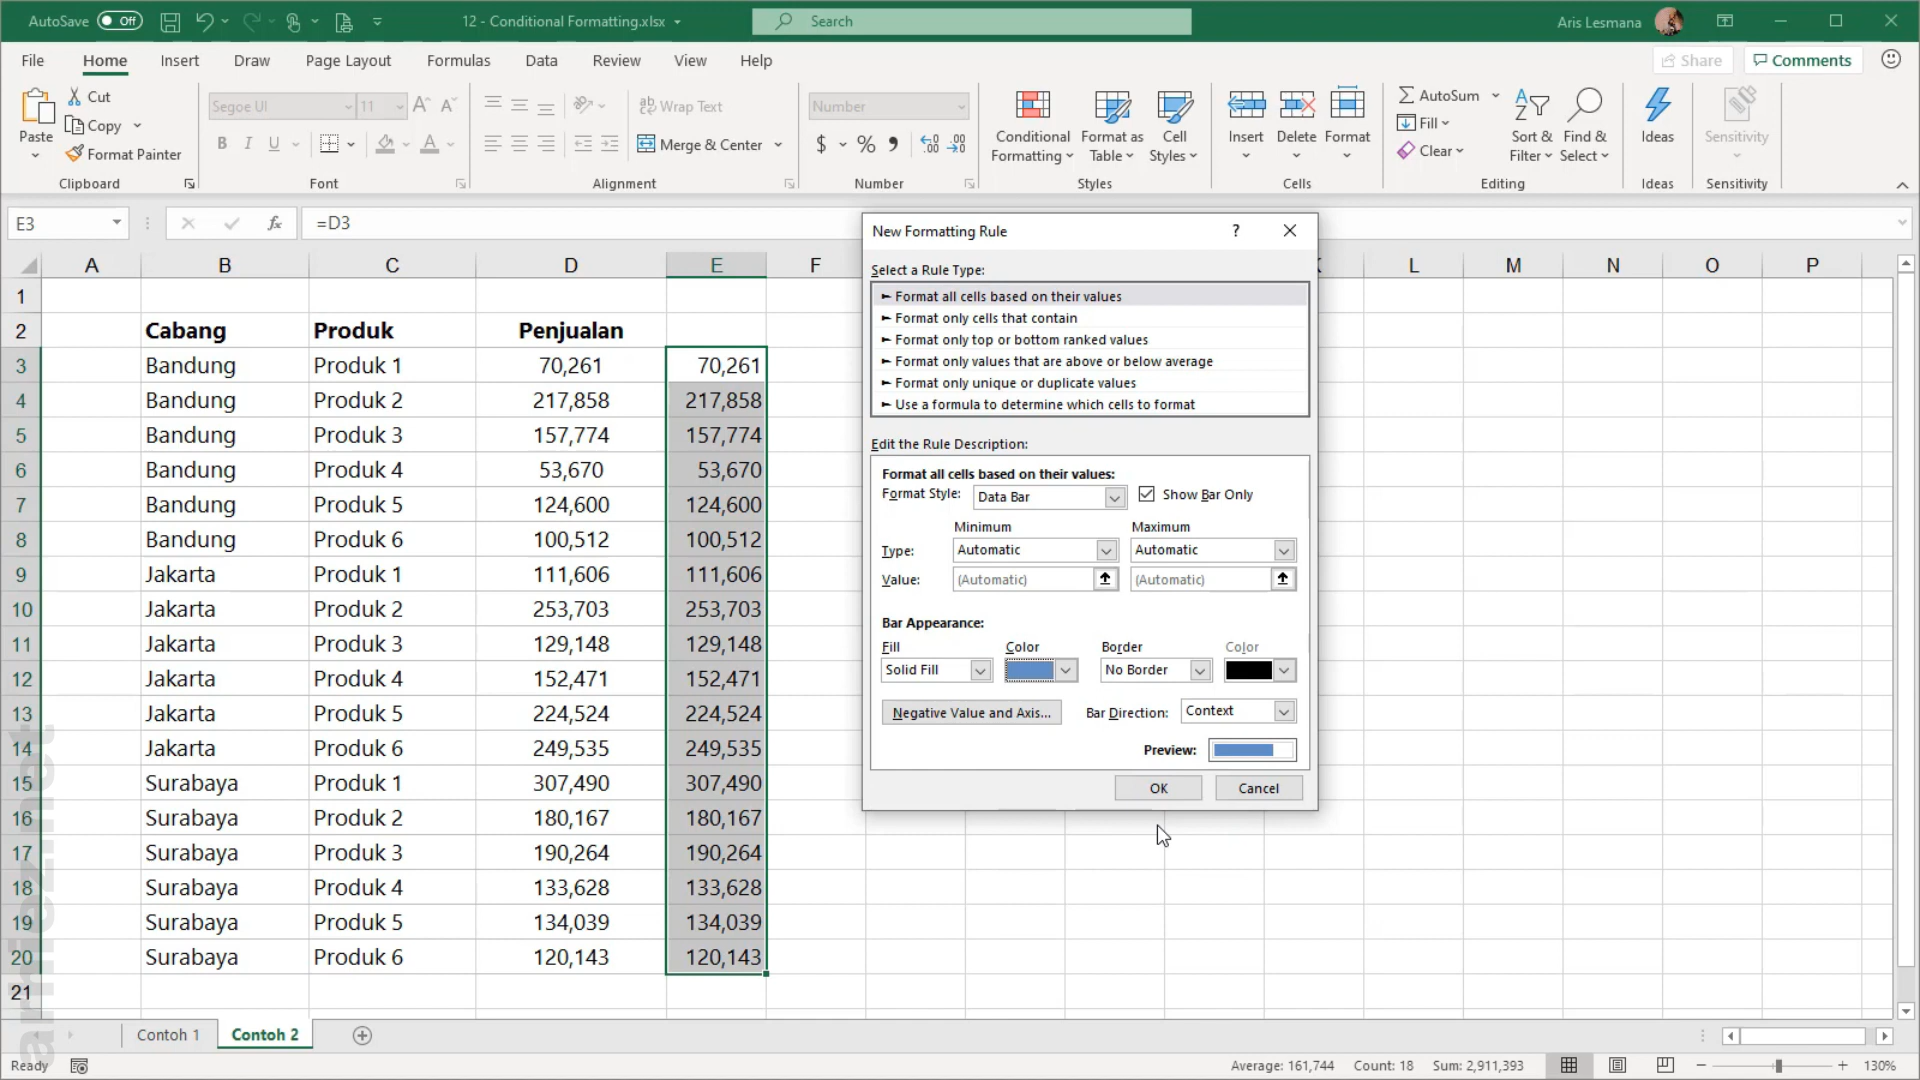 AutoSave Off 12 - Conditional Formatting.xlsx Search Aris Lesmana
File Home Insert Draw Page Layout Formulas Data Review View Help Share Comments
Paste
Cut
Copy
Format Painter
Clipboard
Segoe UI 11
B I U
Font
Wrap Text
Merge & Center
Alignment
Number
$ % 9
Number
Conditional Formatting
Format as Table
Cell Styles
Styles
Insert Delete Format
Cells
AutoSum
Fill
Clear
Sort & Filter
Find & Select
Editing
Ideas
Ideas
Sensitivity
Sensitivity
E3 fx =D3
A B C D E F K L M N O P
1
2 Cabang Produk Penjualan
3 Bandung Produk 1 70,261 70,261
4 Bandung Produk 2 217,858 217,858
5 Bandung Produk 3 157,774 157,774
6 Bandung Produk 4 53,670 53,670
7 Bandung Produk 5 124,600 124,600
8 Bandung Produk 6 100,512 100,512
9 Jakarta Produk 1 111,606 111,606
10 Jakarta Produk 2 253,703 253,703
11 Jakarta Produk 3 129,148 129,148
12 Jakarta Produk 4 152,471 152,471
13 Jakarta Produk 5 224,524 224,524
14 Jakarta Produk 6 249,535 249,535
15 Surabaya Produk 1 307,490 307,490
16 Surabaya Produk 2 180,167 180,167
17 Surabaya Produk 3 190,264 190,264
18 Surabaya Produk 4 133,628 133,628
19 Surabaya Produk 5 134,039 134,039
20 Surabaya Produk 6 120,143 120,143
21
New Formatting Rule ?
Select a Rule Type:
► Format all cells based on their values
► Format only cells that contain
► Format only top or bottom ranked values
► Format only values that are above or below average
► Format only unique or duplicate values
► Use a formula to determine which cells to format
Edit the Rule Description:
Format all cells based on their values:
Format Style: Data Bar Show Bar Only
Minimum Maximum
Type: Automatic Automatic
Value: (Automatic) (Automatic)
Bar Appearance:
Fill Color Border Color
Solid Fill No Border
Negative Value and Axis... Bar Direction: Context
Preview:
OK Cancel
Contoh 1 Contoh 2
Ready Average: 161,744 Count: 18 Sum: 2,911,393 130%